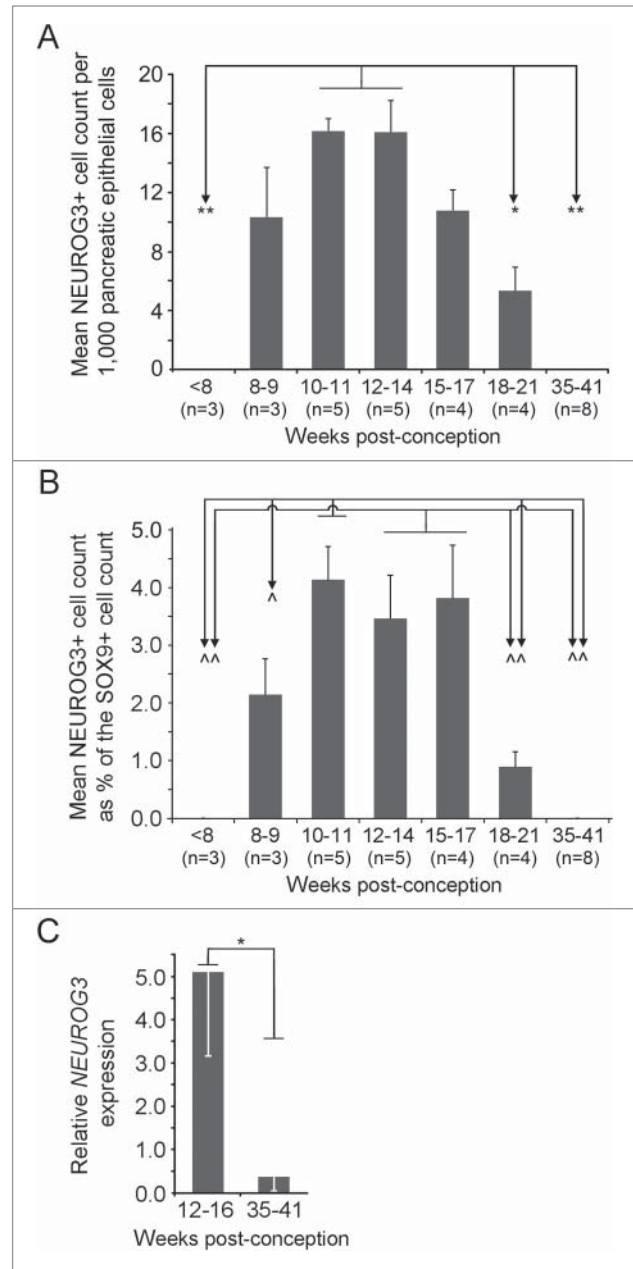 A
Mean NEUROG3+ cell count per
1,000 pancreatic epithelial cells
20
16
12
8
4
0
** * **
<8 8-9 10-11 12-14 15-17 18-21 35-41
(n=3) (n=3) (n=5) (n=5) (n=4) (n=4) (n=8)
Weeks post-conception
B
Mean NEUROG3+ cell count
as % of the SOX9+ cell count
5.0
4.0
3.0
2.0
1.0
0.0
^
^^ ^^ ^^
<8 8-9 10-11 12-14 15-17 18-21 35-41
(n=3) (n=3) (n=5) (n=5) (n=4) (n=4) (n=8)
Weeks post-conception
C
Relative NEUROG3
expression
*
5.0
4.0
3.0
2.0
1.0
0.0
12-16 35-41
Weeks post-conception